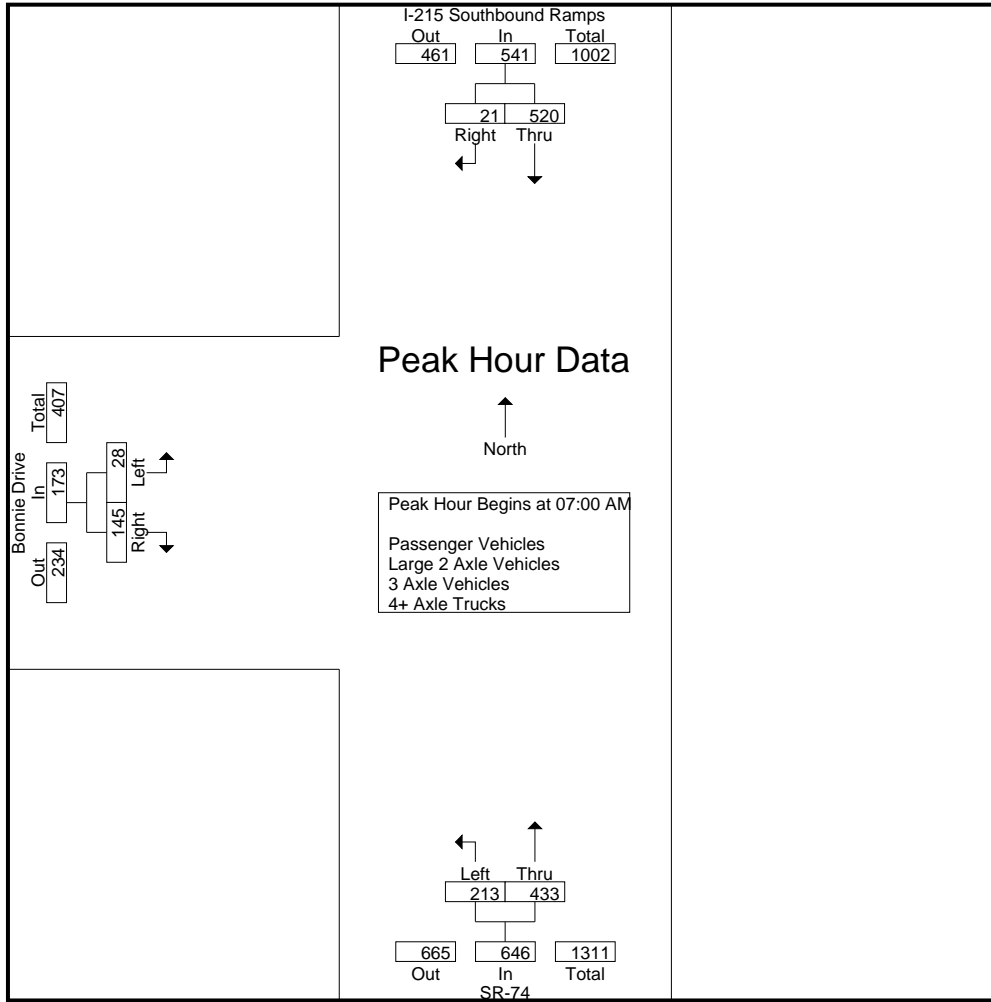 I-215 Southbound Ramps
Out In Total
461 541 1002
21 520
Right Thru
Peak Hour Data
North
Peak Hour Begins at 07:00 AM
Passenger Vehicles
Large 2 Axle Vehicles
3 Axle Vehicles
4+ Axle Trucks
Bonnie Drive
Out In Total
234 173 407
145 28
Right Left
Left Thru
213 433
665 646 1311
Out In Total
SR-74